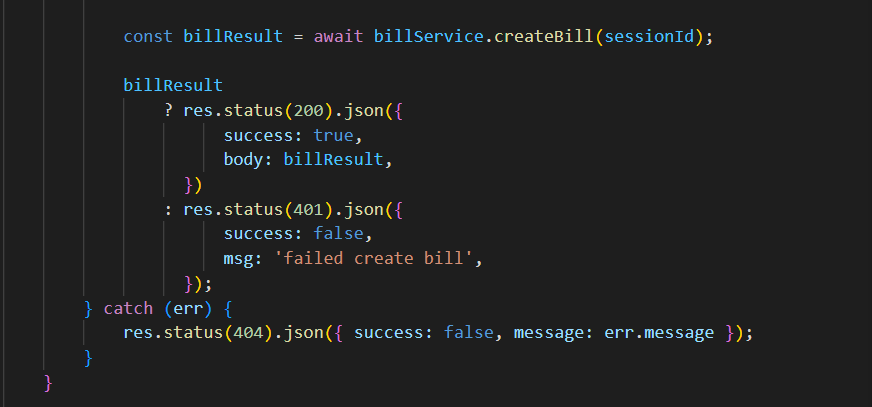 const billResult = await billService.createBill(sessionId);
billResult
? res.status(200).json({
success: true,
body: billResult,
})
: res.status(401).json({
success: false,
msg: 'failed create bill',
});
} catch (err) {
res.status(404).json({ success: false, message: err.message });
}
}